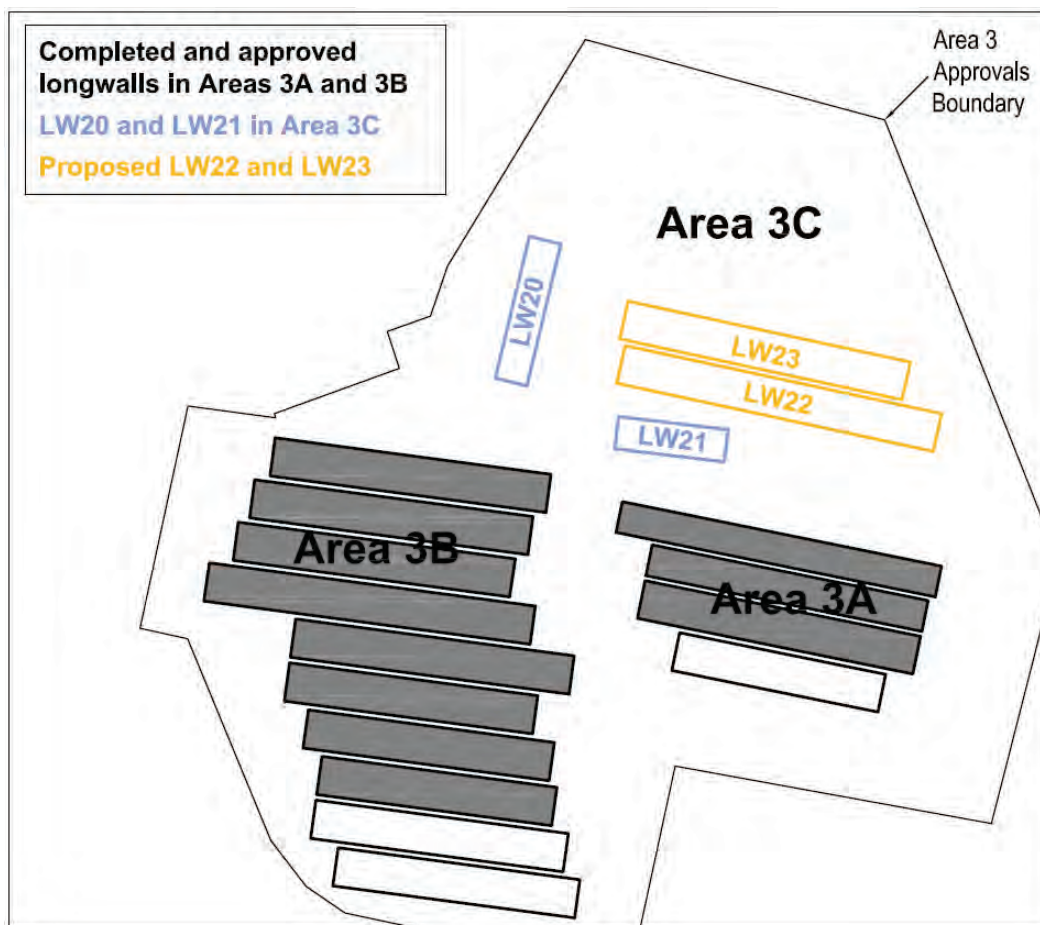 Completed and approved
longwalls in Areas 3A and 3B
LW20 and LW21 in Area 3C
Proposed LW22 and LW23
Area 3
Approvals
Boundary
Area 3C
LW20
LW23
LW22
LW21
Area 3B
Area 3A